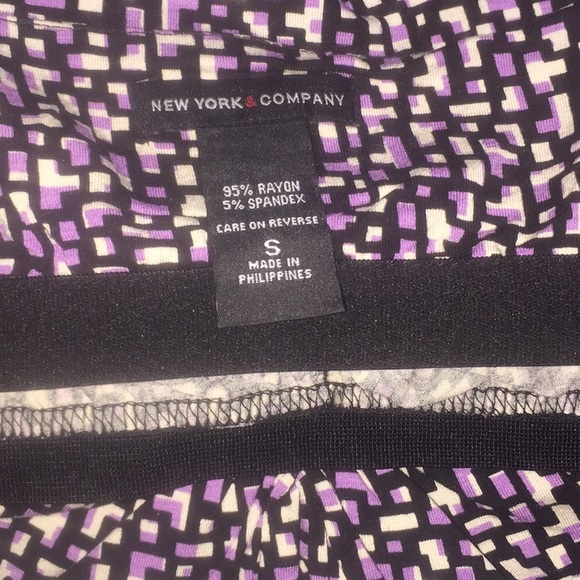 NEW YORK & COMPANY
95% RAYON
5% SPANDEX
CARE ON REVERSE
S
MADE IN
PHILIPPINES